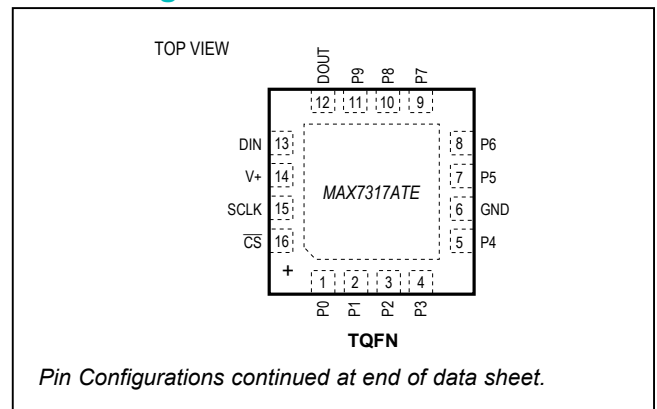 TOP VIEW
DOUT P9 P8 P7
12 11 10 9
DIN 13 8 P6
V+ 14 7 P5
MAX7317ATE
SCLK 15 6 GND
C̅S̅ 16 5 P4
+
1 2 3 4
P0 P1 P2 P3
TQFN
Pin Configurations continued at end of data sheet.